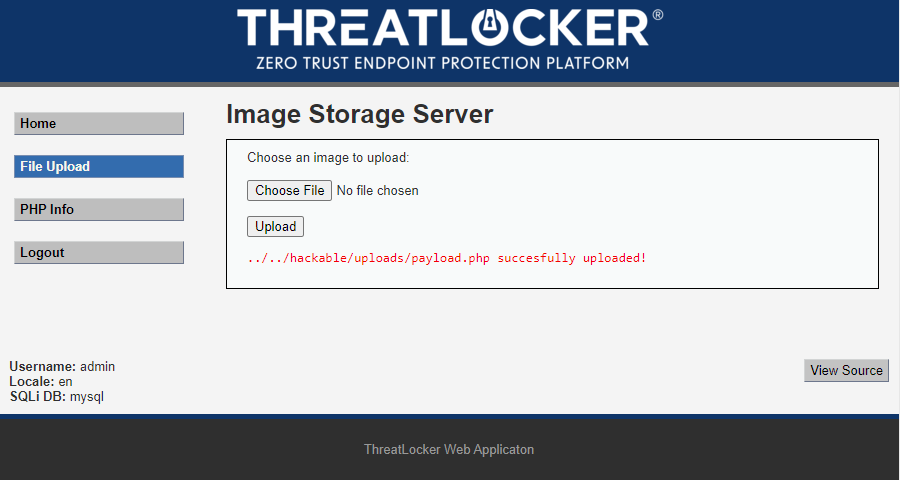 THREATLOCKER®
ZERO TRUST ENDPOINT PROTECTION PLATFORM
Home
File Upload
PHP Info
Logout
Image Storage Server
Choose an image to upload:
Choose File No file chosen
Upload
../../hackable/uploads/payload.php succesfully uploaded!
Username: admin
Locale: en
SQLi DB: mysql
View Source
ThreatLocker Web Applicaton